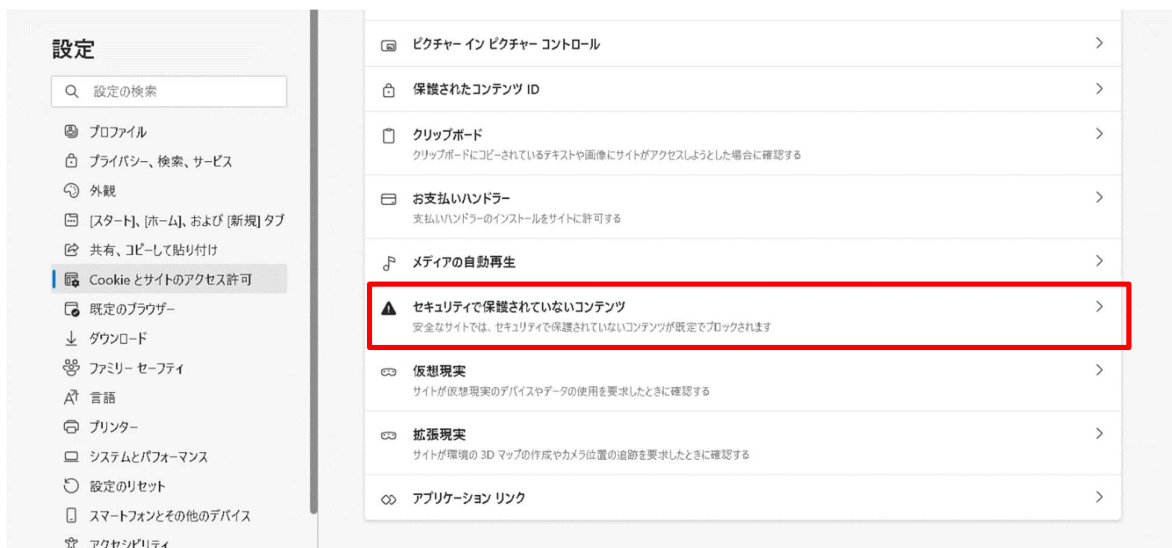 設定
設定の検索
プロファイル
プライバシー、検索、サービス
外観
[スタート]、[ホーム]、および [新規] タブ
共有、コピーして貼り付け
Cookie とサイトのアクセス許可
既定のブラウザー
ダウンロード
ファミリー セーフティ
言語
プリンター
システムとパフォーマンス
設定のリセット
スマートフォンとその他のデバイス
アクセシビリティ
ピクチャー イン ピクチャー コントロール
保護されたコンテンツ ID
クリップボード
クリップボードにコピーされているテキストや画像にサイトがアクセスしようとした場合に確認する
お支払いハンドラー
支払いハンドラーのインストールをサイトに許可する
メディアの自動再生
セキュリティで保護されていないコンテンツ
安全なサイトでは、セキュリティで保護されていないコンテンツが既定でブロックされます
仮想現実
サイトが仮想現実のデバイスやデータの使用を要求したときに確認する
拡張現実
サイトが環境の 3D マップの作成やカメラ位置の追跡を要求したときに確認する
アプリケーション リンク